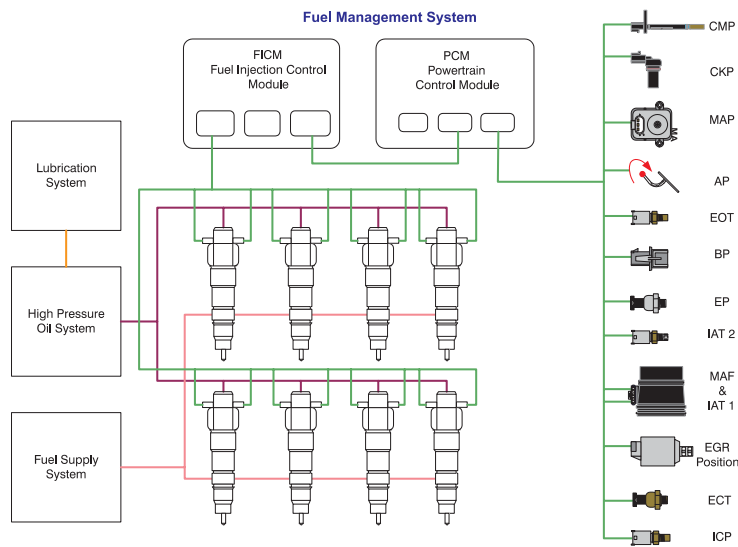 Fuel Management System
FICM
Fuel Injection Control
Module
PCM
Powertrain
Control Module
Lubrication
System
High Pressure
Oil System
Fuel Supply
System
CMP
CKP
MAP
AP
EOT
BP
EP
IAT 2
MAF
&
IAT 1
EGR
Position
ECT
ICP